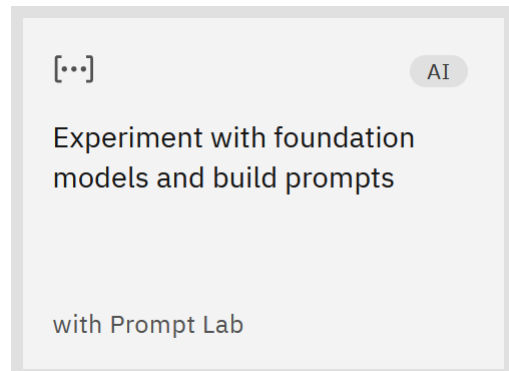 [...] AI
Experiment with foundation
models and build prompts
with Prompt Lab